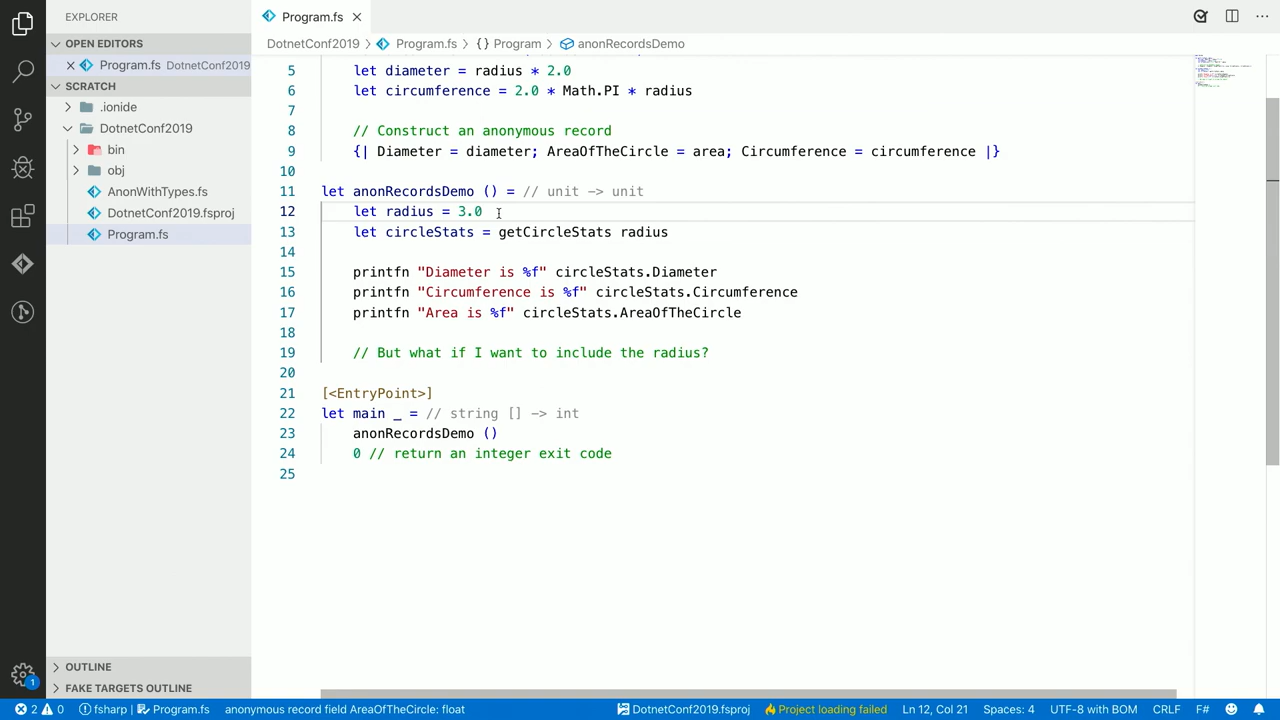 EXPLORER
Program.fs
OPEN EDITORS
Program.fs DotnetConf2019
SCRATCH
.ionide
DotnetConf2019
bin
obj
AnonWithTypes.fs
DotnetConf2019.fsproj
Program.fs
OUTLINE
FAKE TARGETS OUTLINE
DotnetConf2019 > Program.fs > {} Program > anonRecordsDemo
5 let diameter = radius * 2.0
6 let circumference = 2.0 * Math.PI * radius
7
8 // Construct an anonymous record
9 {| Diameter = diameter; AreaOfTheCircle = area; Circumference = circumference |}
10
11 let anonRecordsDemo () = // unit -> unit
12 let radius = 3.0
13 let circleStats = getCircleStats radius
14
15 printfn "Diameter is %f" circleStats.Diameter
16 printfn "Circumference is %f" circleStats.Circumference
17 printfn "Area is %f" circleStats.AreaOfTheCircle
18
19 // But what if I want to include the radius?
20
21 [<EntryPoint>]
22 let main _ = // string [] -> int
23 anonRecordsDemo ()
24 0 // return an integer exit code
25
1
2 0 fsharp | Program.fs anonymous record field AreaOfTheCircle: float DotnetConf2019.fsproj Project loading failed Ln 12, Col 21 Spaces: 4 UTF-8 with BOM CRLF F#